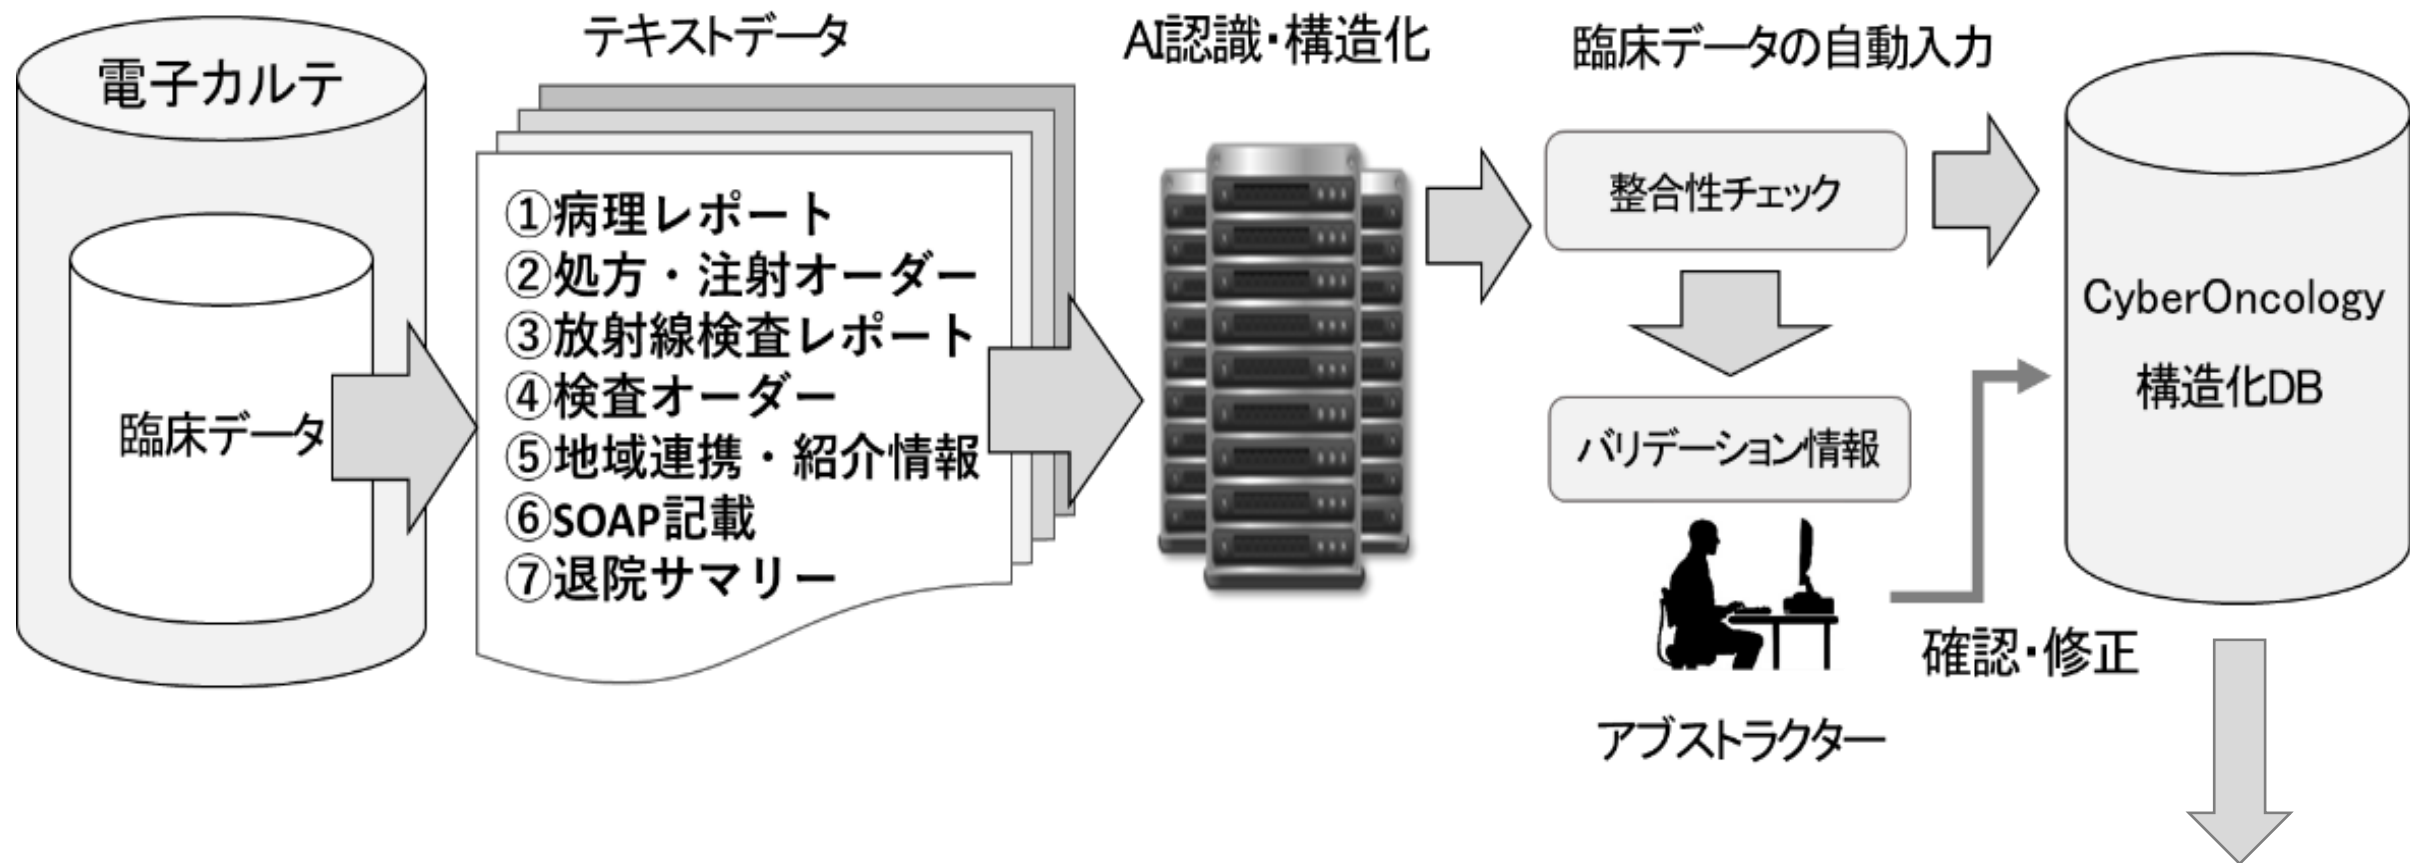 電子カルテ
臨床データ
テキストデータ
①病理レポート
②処方・注射オーダー
③放射線検査レポート
④検査オーダー
⑤地域連携・紹介情報
⑥SOAP記載
⑦退院サマリー
AI認識・構造化
臨床データの自動入力
整合性チェック
バリデーション情報
アブストラクター
確認・修正
CyberOncology
構造化DB